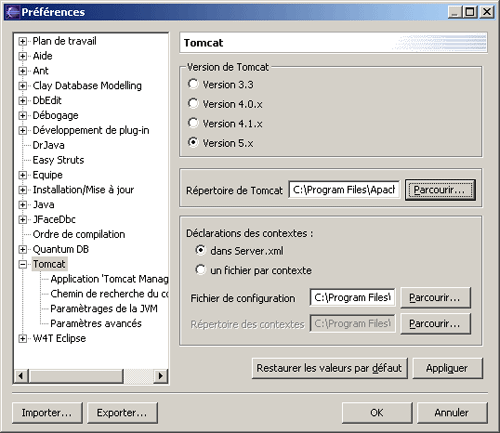 Préférences
Plan de travail
Aide
Ant
Clay Database Modelling
DbEdit
Débogage
Développement de plug-in
DrJava
Easy Struts
Equipe
Installation/Mise à jour
Java
JFaceDbc
Ordre de compilation
Quantum DB
Tomcat
Application 'Tomcat Manag
Chemin de recherche du co
Paramètrages de la JVM
Paramètres avancés
W4T Eclipse
Tomcat
Version de Tomcat
Version 3.3
Version 4.0.x
Version 4.1.x
Version 5.x
Répertoire de Tomcat C:\Program Files\Apach Parcourir...
Déclarations des contextes :
dans Server.xml
un fichier par contexte
Fichier de configuration C:\Program Files\ Parcourir...
Répertoire des contextes C:\Program Files\ Parcourir...
Restaurer les valeurs par défaut Appliquer
Importer... Exporter... OK Annuler